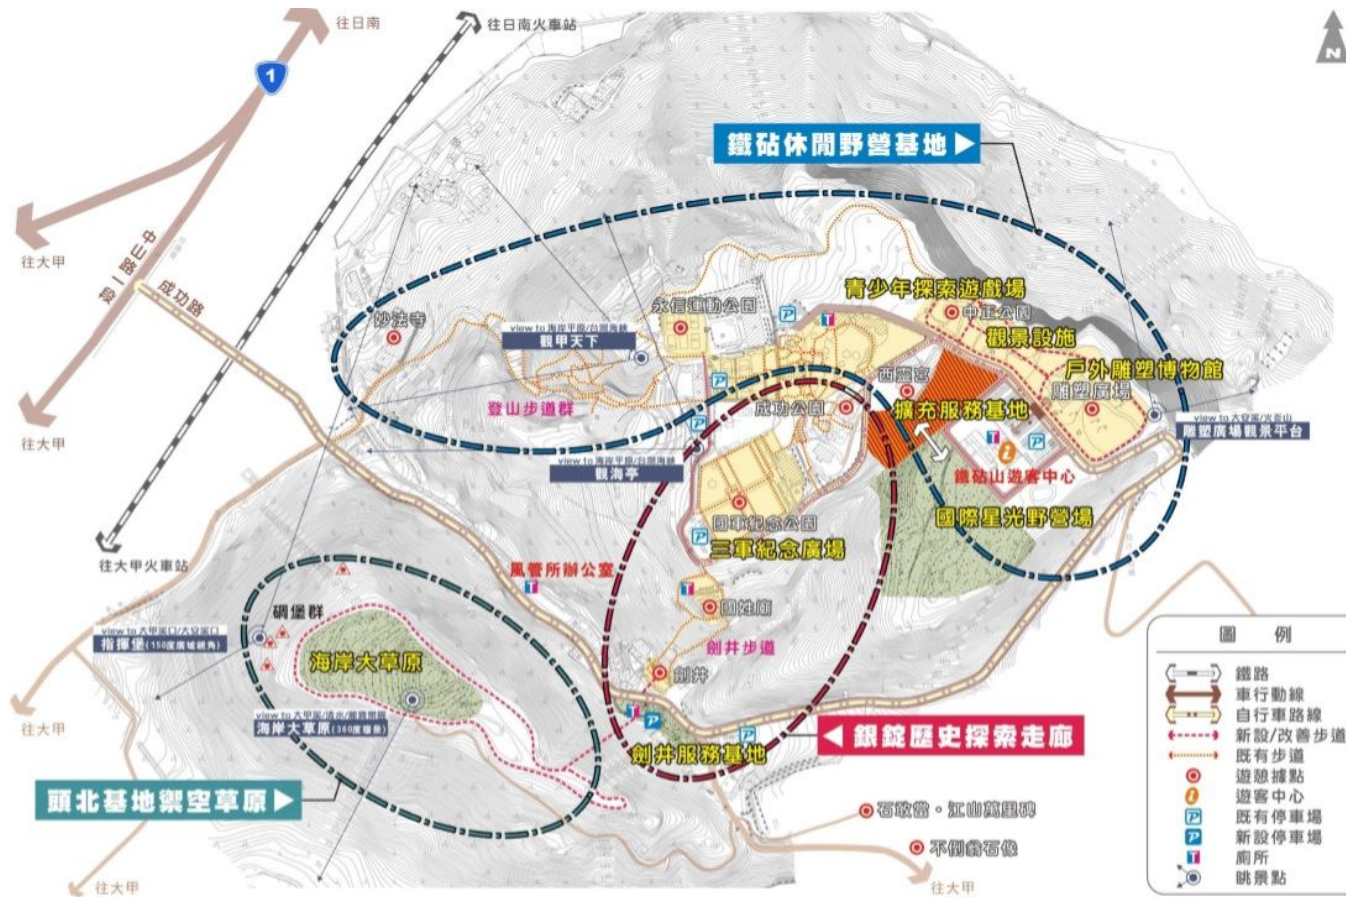 往日南
往日南火車站
N
1
鐵砧休閒野營基地
往大甲
中山路一段
成功路
青少年探索遊戲場
永信運動公園
中正公園
妙法寺
觀景設施
view to 海岸平原/台灣海峽
觀甲天下
戶外雕塑博物館
西靈宮
雕塑廣場
登山步道群
成功公園
擴充服務基地
view to 大安溪/火炎山
雕塑廣場觀景平台
往大甲
view to 海岸平原/台灣海峽
觀海亭
鐵砧山遊客中心
國軍紀念公園
國際星光野營場
三軍紀念廣場
往大甲火車站
風管所辦公室
碉堡群
國姓廟
view to 大甲溪口/大安溪口
指揮堡(150度廣域視角)
劍井步道
海岸大草原
劍井
往大甲
海岸大草原(360度環景)
銀錠歷史探索走廊
劍井服務基地
頭北基地禦空草原
石敢當・江山萬里碑
不倒翁石像
往大甲
往大甲
圖 例
鐵路
車行動線
自行車路線
新設/改善步道
既有步道
遊憩據點
遊客中心
既有停車場
新設停車場
廁所
眺景點